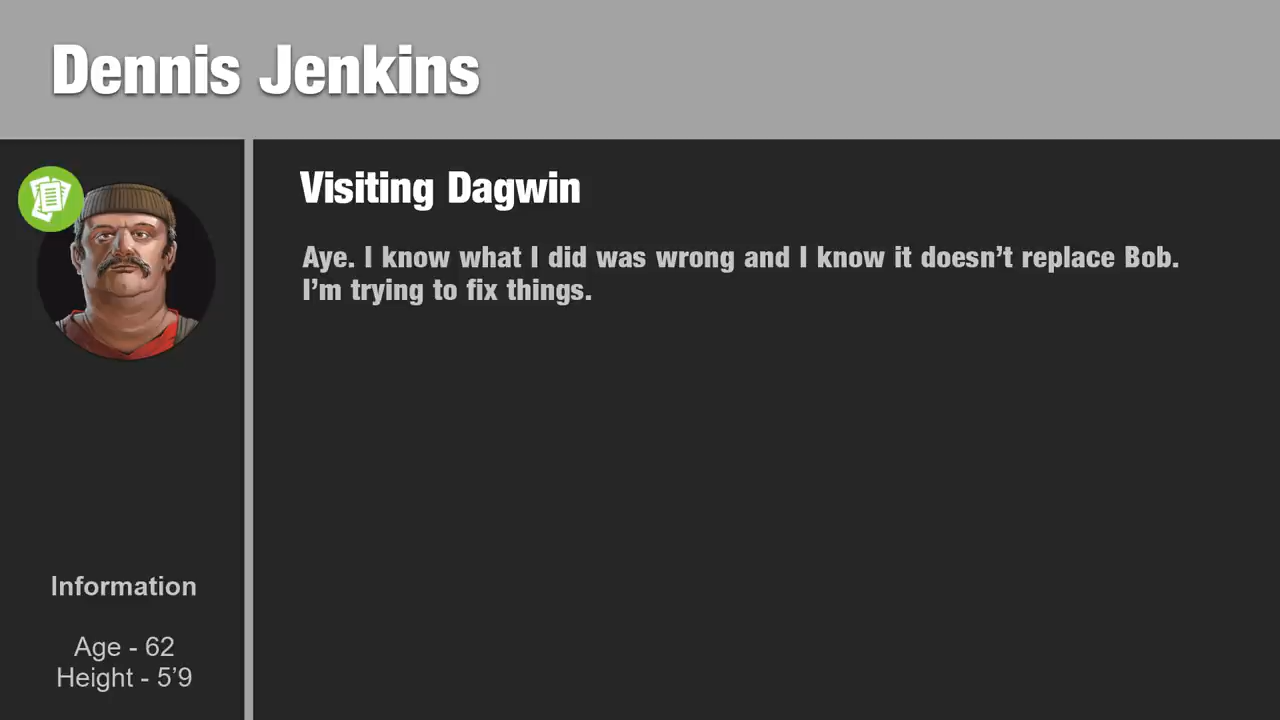 Dennis Jenkins
Visiting Dagwin
Aye. I know what I did was wrong and I know it doesn’t replace Bob.
I’m trying to fix things.
Information
Age - 62
Height - 5’9